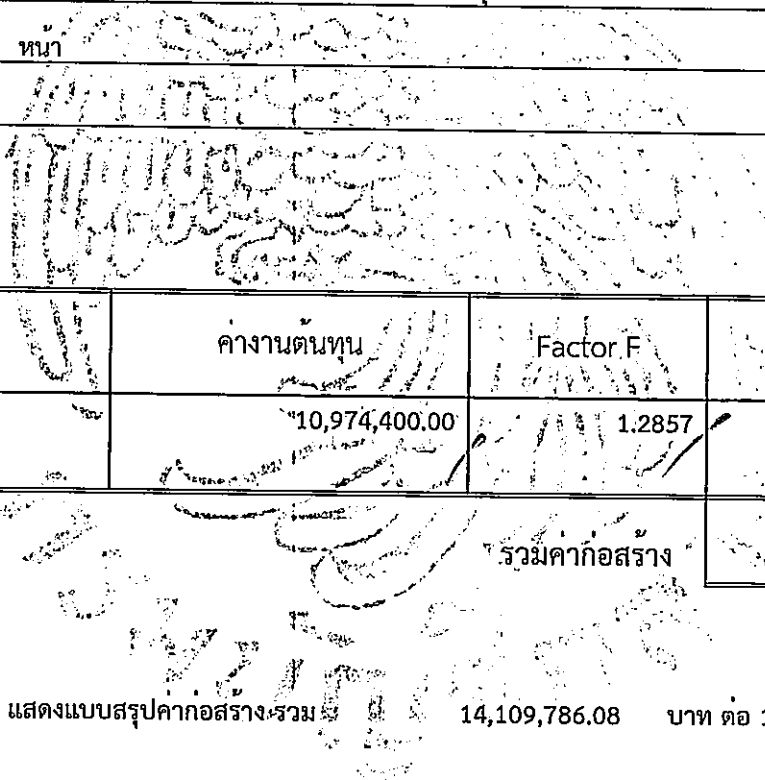 หน้า
ค่างานต้นทุน Factor F
10,974,400.00 1.2857
รวมค่าก่อสร้าง
แสดงแบบสรุปค่าก่อสร้าง รวม 14,109,786.08 บาท ต่อ